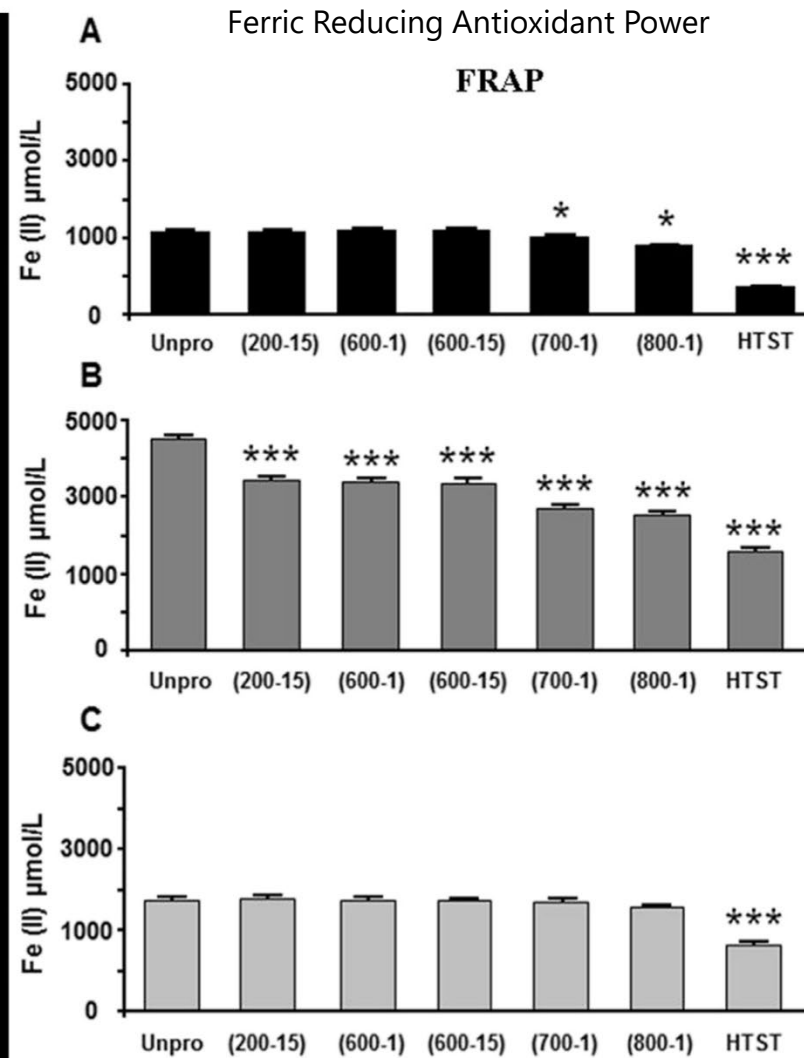 Ferric Reducing Antioxidant Power
A
FRAP
Fe (II) µmol/L
5000
3000
1000
0
* * ***
Unpro (200-15) (600-1) (600-15) (700-1) (800-1) HTST
B
Fe (II) µmol/L
5000
3000
1000
0
*** *** *** *** *** ***
Unpro (200-15) (600-1) (600-15) (700-1) (800-1) HTST
C
Fe (II) µmol/L
5000
3000
1000
0
***
Unpro (200-15) (600-1) (600-15) (700-1) (800-1) HTST